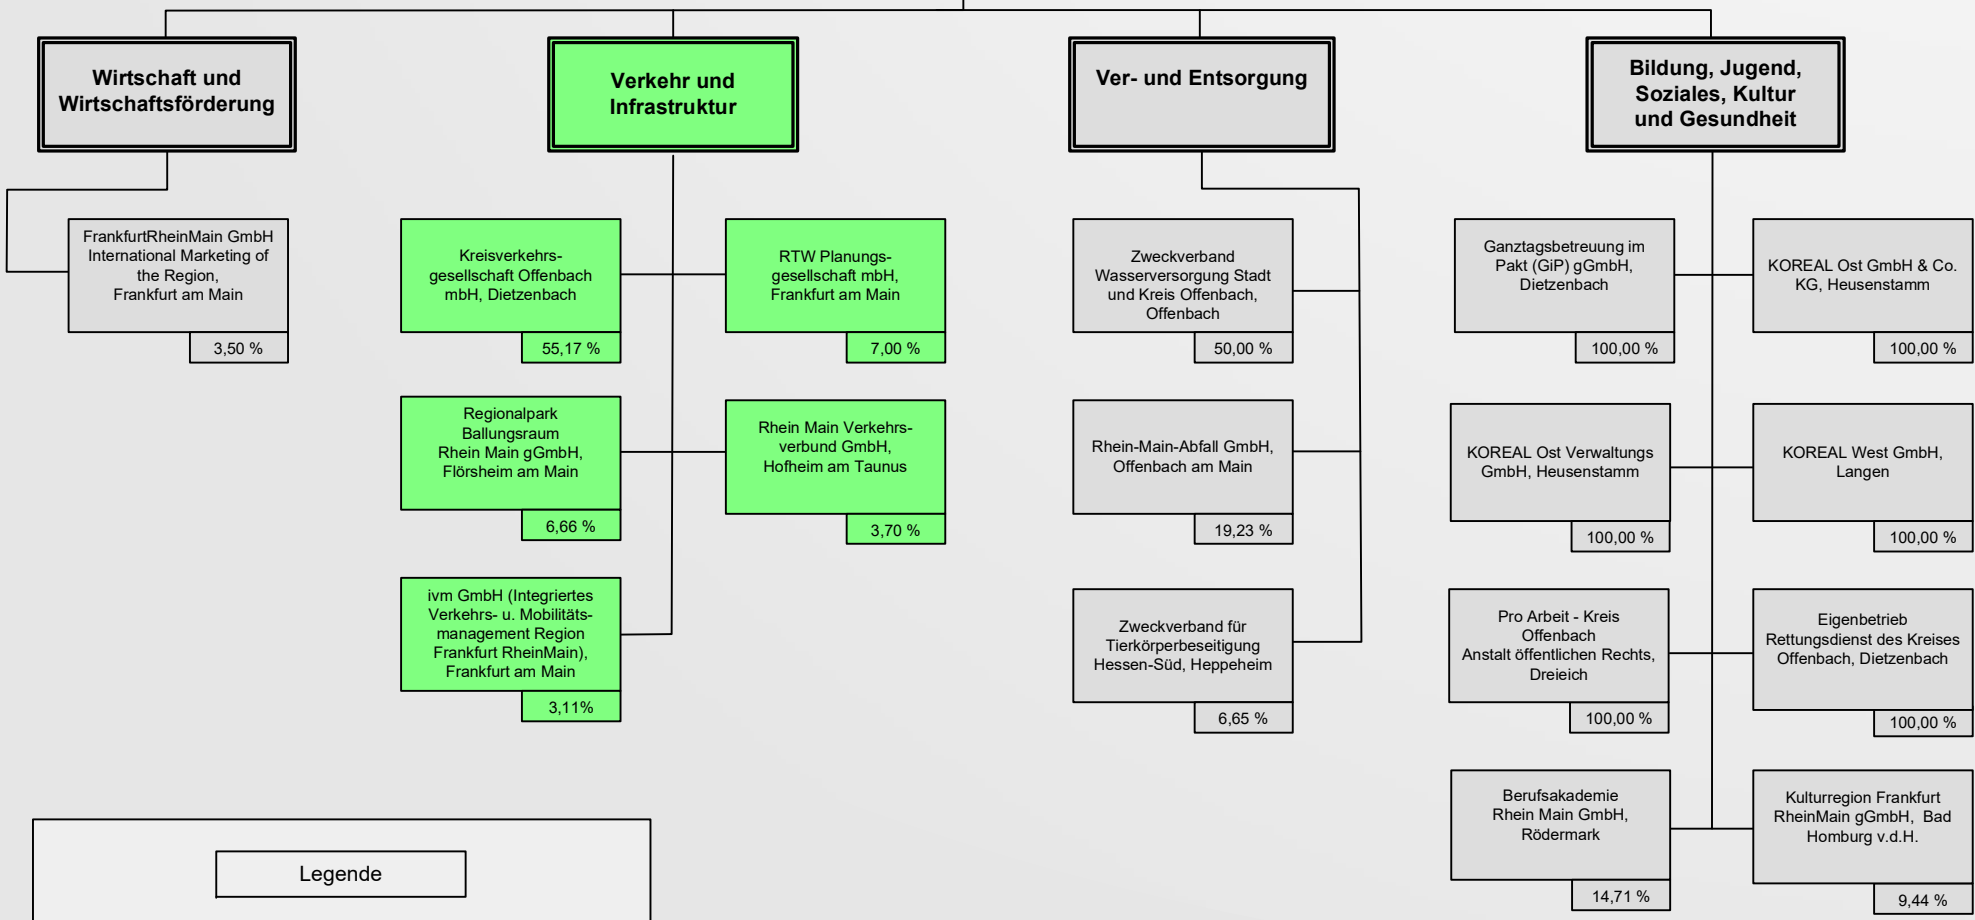 Wirtschaft und
Wirtschaftsförderung
FrankfurtRheinMain GmbH
International Marketing of
the Region,
Frankfurt am Main
3,50 %
Verkehr und
Infrastruktur
Kreisverkehrs-
gesellschaft Offenbach
mbH, Dietzenbach
55,17 %
RTW Planungs-
gesellschaft mbH,
Frankfurt am Main
7,00 %
Regionalpark
Ballungsraum
Rhein Main gGmbH,
Flörsheim am Main
6,66 %
Rhein Main Verkehrs-
verbund GmbH,
Hofheim am Taunus
3,70 %
ivm GmbH (Integriertes
Verkehrs- u. Mobilitäts-
management Region
Frankfurt RheinMain),
Frankfurt am Main
3,11%
Ver- und Entsorgung
Zweckverband
Wasserversorgung Stadt
und Kreis Offenbach,
Offenbach
50,00 %
Rhein-Main-Abfall GmbH,
Offenbach am Main
19,23 %
Zweckverband für
Tierkörperbeseitigung
Hessen-Süd, Heppeheim
6,65 %
Bildung, Jugend,
Soziales, Kultur
und Gesundheit
Ganztagsbetreuung im
Pakt (GiP) gGmbH,
Dietzenbach
100,00 %
KOREAL Ost GmbH & Co.
KG, Heusenstamm
100,00 %
KOREAL Ost Verwaltungs
GmbH, Heusenstamm
100,00 %
KOREAL West GmbH,
Langen
100,00 %
Pro Arbeit - Kreis
Offenbach
Anstalt öffentlichen Rechts,
Dreieich
100,00 %
Eigenbetrieb
Rettungsdienst des Kreises
Offenbach, Dietzenbach
100,00 %
Berufsakademie
Rhein Main GmbH,
Rödermark
14,71 %
Kulturregion Frankfurt
RheinMain gGmbH, Bad
Homburg v.d.H.
9,44 %
Legende